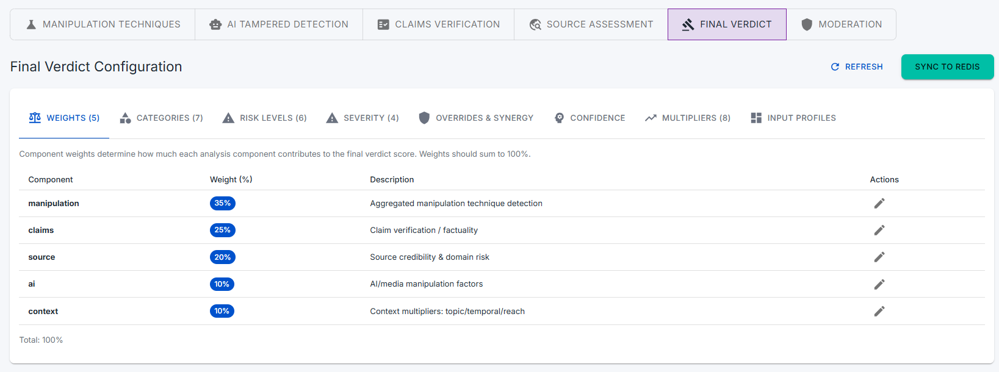 MANIPULATION TECHNIQUES AI TAMPERED DETECTION CLAIMS VERIFICATION SOURCE ASSESSMENT FINAL VERDICT MODERATION
Final Verdict Configuration REFRESH SYNC TO REDIS
WEIGHTS (5) CATEGORIES (7) RISK LEVELS (6) SEVERITY (4) OVERRIDES & SYNERGY CONFIDENCE MULTIPLIERS (8) INPUT PROFILES
Component weights determine how much each analysis component contributes to the final verdict score. Weights should sum to 100%.
Component Weight (%) Description Actions
manipulation 35% Aggregated manipulation technique detection
claims 25% Claim verification / factuality
source 20% Source credibility & domain risk
ai 10% AI/media manipulation factors
context 10% Context multipliers: topic/temporal/reach
Total: 100%